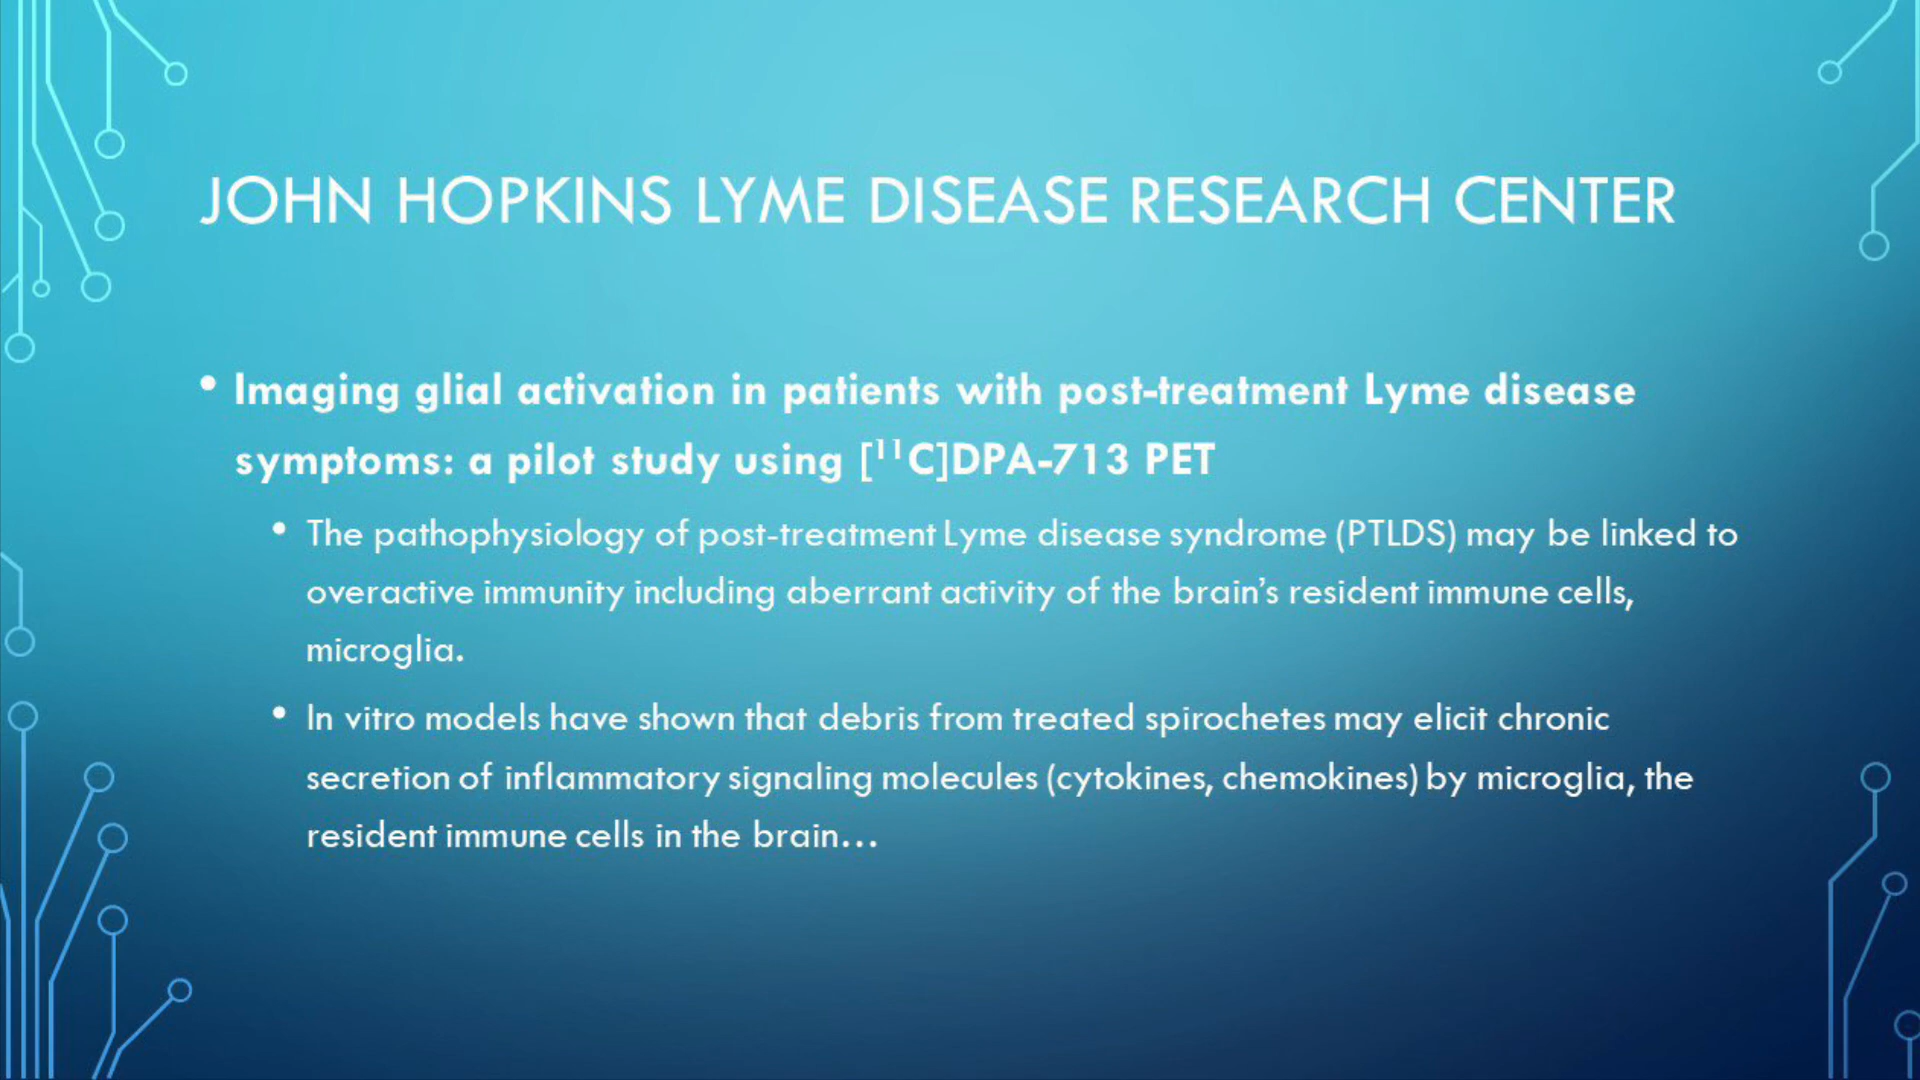 JOHN HOPKINS LYME DISEASE RESEARCH CENTER
• Imaging glial activation in patients with post-treatment Lyme disease
symptoms: a pilot study using [¹¹C]DPA-713 PET
• The pathophysiology of post-treatment Lyme disease syndrome (PTLDS) may be linked to
overactive immunity including aberrant activity of the brain’s resident immune cells,
microglia.
• In vitro models have shown that debris from treated spirochetes may elicit chronic
secretion of inflammatory signaling molecules (cytokines, chemokines) by microglia, the
resident immune cells in the brain…